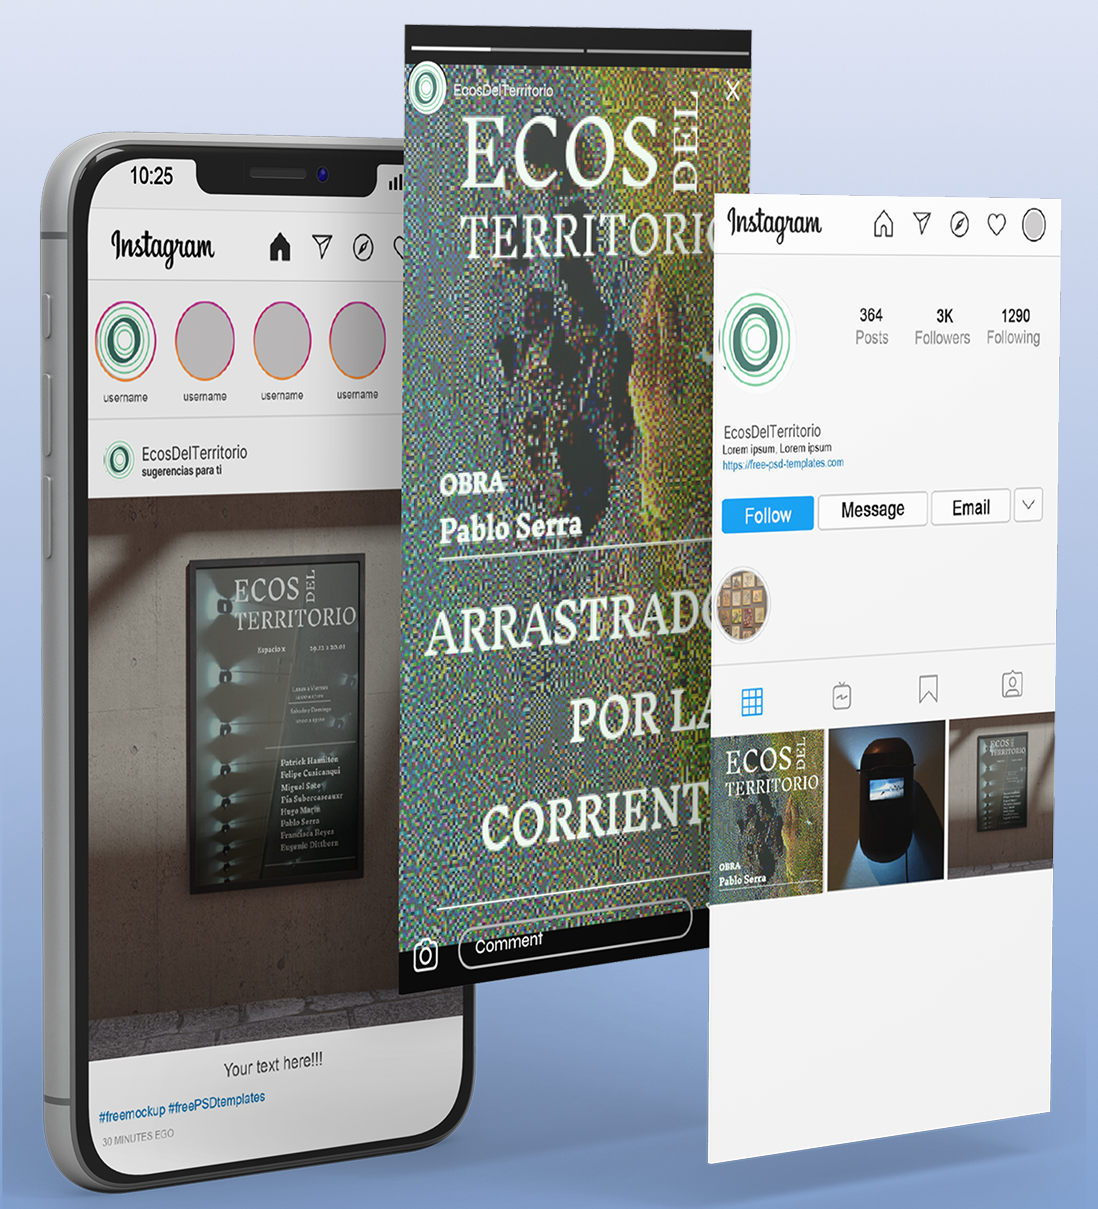 10:25
Instagram
username
username
username
username
EcosDelTerritorio
sugerencias para ti
ECOS DEL
TERRITORIO
Espacio x
29.12 a 20.01
Lunes a Viernes
Sabado y Domingo
Patrick Hamilton
Felipe Cusicanqui
Miguel Soto
Pía Subercaseaux
Hugo Marín
Pablo Serra
Francisca Reyes
Eugenio Dittborn
Your text here!!!
#freemockup #freePSDtemplates
30 MINUTES EGO
EcosDelTerritorio
X
ECOS DEL
TERRITORIO
OBRA
Pablo Serra
ARRASTRADO
POR LA
CORRIENT
Comment
Instagram
364
Posts
3K
Followers
1290
Following
EcosDelTerritorio
Lorem ipsum, Lorem ipsum
https://free-psd-templates.com
Follow
Message
Email
ECOS DEL
TERRITORIO
OBRA
Pablo Serra
ECOS DEL
TERRITORIO